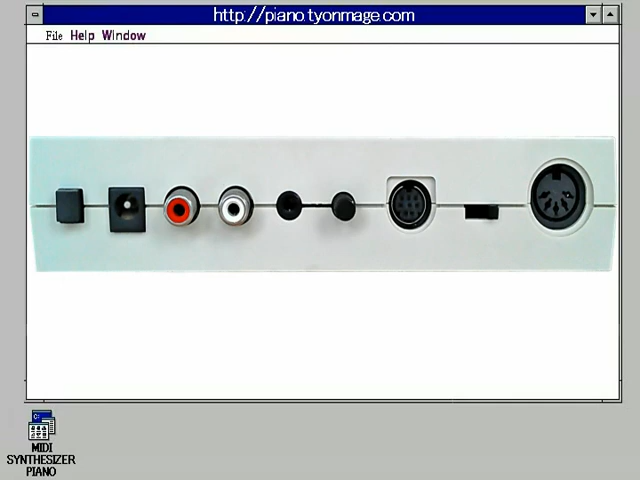 http://piano.tyonmage.com
File Help Window
MIDI
SYNTHESIZER
PIANO